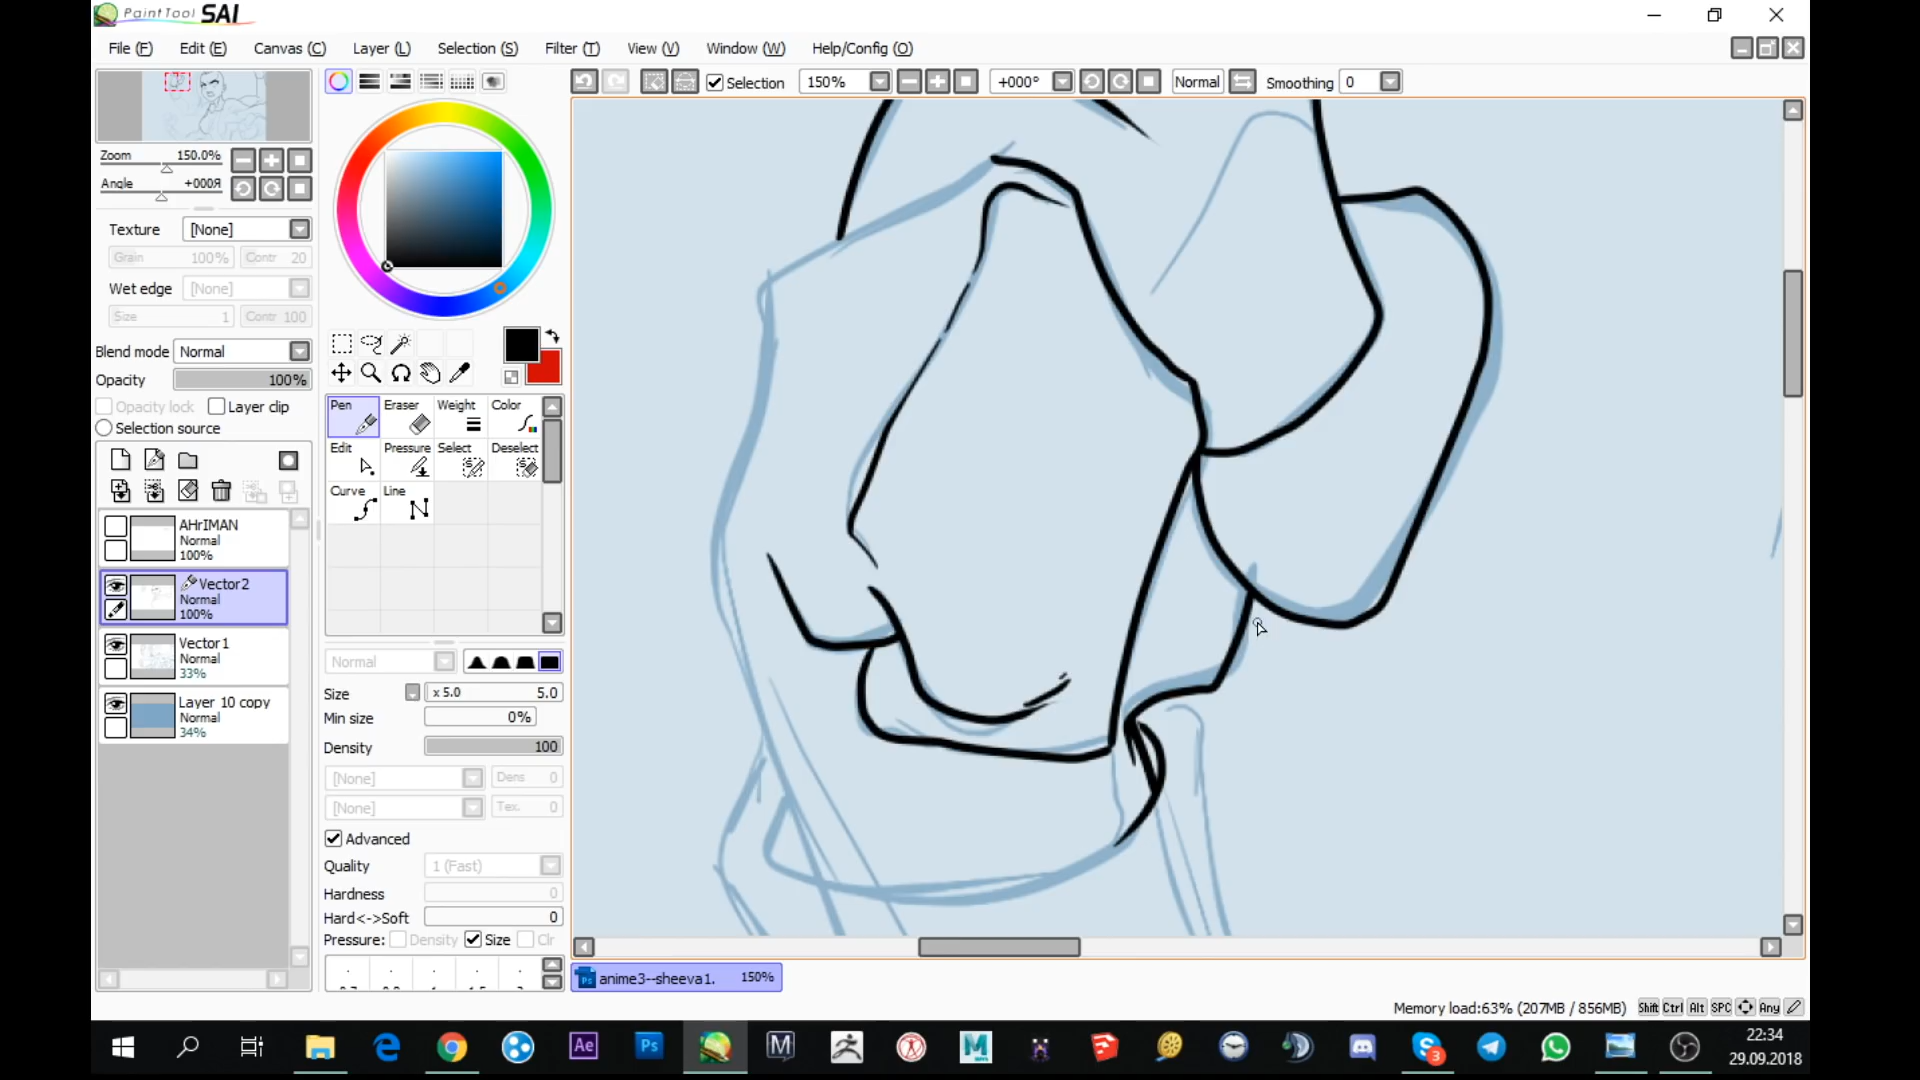 PaintTool SAI
File (F) Edit (E) Canvas (C) Layer (L) Selection (S) Filter (T) View (V) Window (W) Help/Config (O)
Selection 150% +000° Normal Smoothing 0
Zoom 150.0%
Angle +000Я
Texture [None]
Grain 100% Contr 20
Wet edge [None]
Size 1 Contr 100
Blend mode Normal
Opacity 100%
Opacity lock Layer clip
Selection source
AHrIMAN
Normal
100%
Vector2
Normal
100%
Vector1
Normal
33%
Layer 10 copy
Normal
34%
Pen Eraser Weight Color
Edit Pressure Select Deselect
Curve Line
Normal
Size x 5.0 5.0
Min size 0%
Density 100
[None] Dens 0
[None] Tex. 0
Advanced
Quality 1 (Fast)
Hardness 0
Hard<->Soft 0
Pressure: Density Size Clr
Ps anime3--sheeva1. 150%
Memory load:63% (207MB / 856MB) Shift Ctrl Alt SPC Any
Ae Ps M M S 3
22:34
29.09.2018